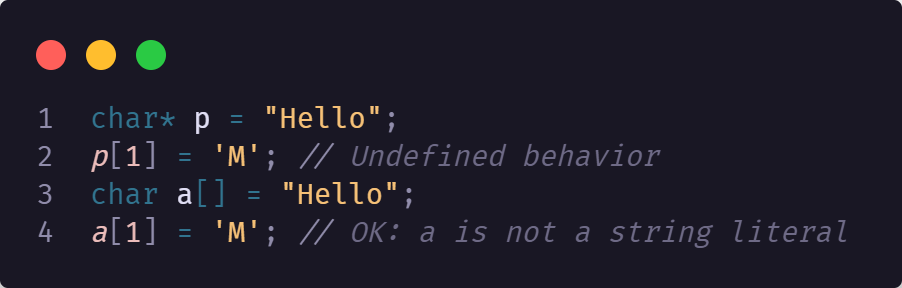 1 char* p = "Hello";
2 p[1] = 'M'; // Undefined behavior
3 char a[] = "Hello";
4 a[1] = 'M'; // OK: a is not a string literal